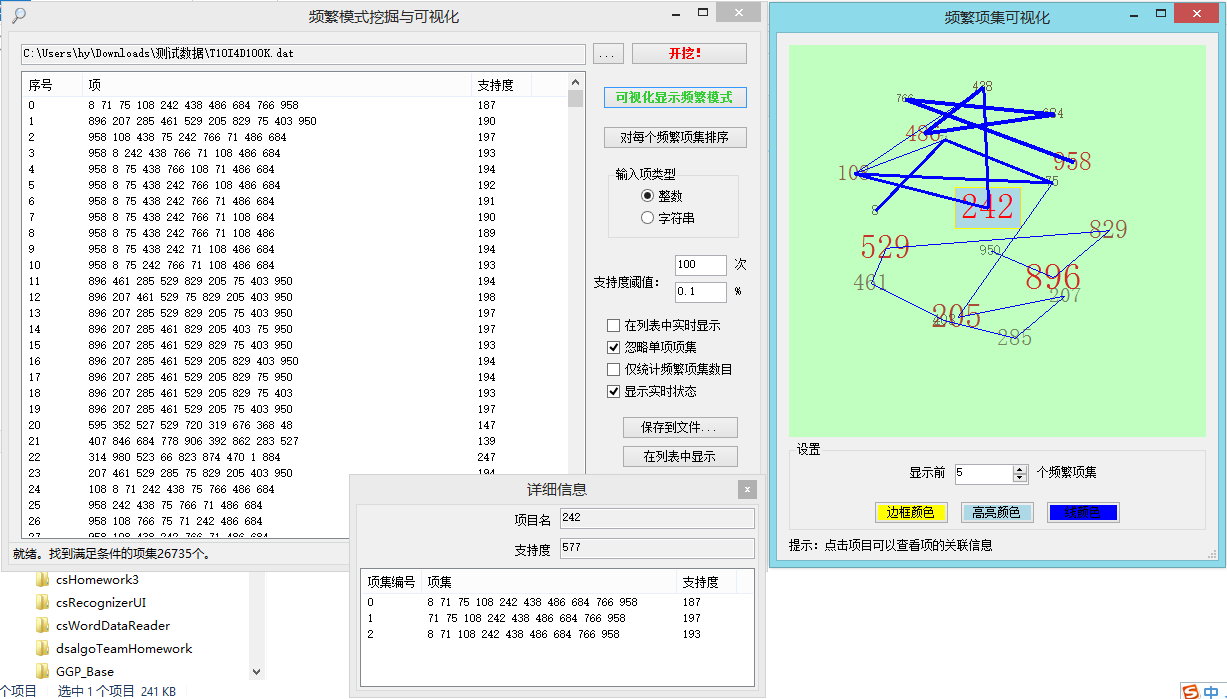 频繁模式挖掘与可视化
C:\Users\hy\Downloads\测试数据\T10I4D100K.dat
...
开挖!
序号 项 支持度
0 8 71 75 108 242 438 486 684 766 958 187
1 896 207 285 461 529 205 829 75 403 950 190
2 958 108 438 75 242 766 71 486 684 197
3 958 8 242 438 766 71 108 486 684 193
4 958 8 75 438 766 108 71 486 684 194
5 958 8 75 438 242 766 108 486 684 192
6 958 8 75 438 242 766 71 486 684 191
7 958 8 75 438 242 766 71 108 684 190
8 958 8 75 438 242 766 71 108 486 189
9 958 8 75 438 242 71 108 486 684 194
10 958 8 75 242 766 71 108 486 684 193
11 896 461 285 529 829 205 75 403 950 194
12 896 207 461 529 75 829 205 403 950 198
13 896 207 285 529 829 205 75 403 950 197
14 896 207 285 461 829 205 403 75 950 197
15 896 207 285 461 529 829 75 403 950 193
16 896 207 285 461 529 205 829 403 950 194
17 896 207 285 461 529 205 829 75 950 194
18 896 207 285 461 529 205 829 75 403 193
19 896 207 285 461 529 205 75 403 950 197
20 595 352 527 529 720 319 676 368 48 147
21 407 846 684 778 906 392 862 283 527 139
22 314 980 523 66 823 874 470 1 884 247
23 207 461 529 285 75 829 205 403 950 194
24 108 8 71 242 438 75 766 486 684
25 958 242 438 75 766 71 486 684
26 958 108 766 75 71 242 486 684
27 958 108 438 242 766 71 486 684
就绪。找到满足条件的项集26735个。
可视化显示频繁模式
对每个频繁项集排序
输入项类型
整数
字符串
支持度阈值:
100 次
0.1 %
在列表中实时显示
忽略单项项集
仅统计频繁项集数目
显示实时状态
保存到文件...
在列表中显示
详细信息
项目名 242
支持度 577
项集编号 项集 支持度
0 8 71 75 108 242 438 486 684 766 958 187
1 71 75 108 242 438 486 684 766 958 197
2 8 71 108 242 438 486 684 766 958 193
csHomework3
csRecognizerUI
csWordDataReader
dsalgoTeamHomework
GGP_Base
个项目 选中 1 个项目 241 KB
频繁项集可视化
438
766
684
486
958
108
75
8
242
829
529
950
896
461
207
205
403
285
设置
显示前 5 个频繁项集
边框颜色
高亮颜色
线颜色
提示：点击项目可以查看项的关联信息
中